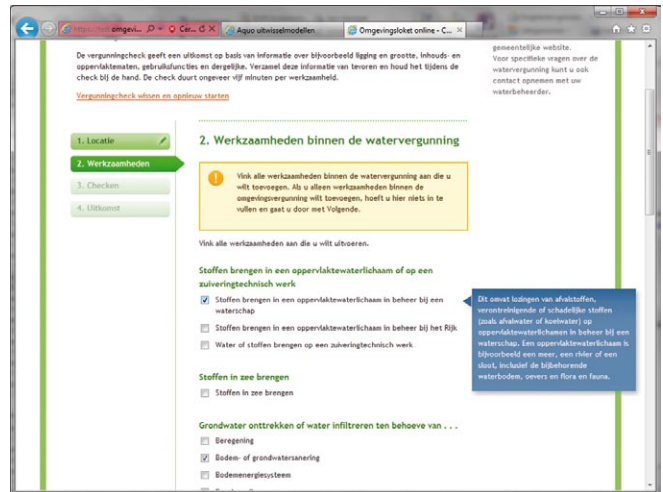 omgevi...
Cer...
Aquo uitwisselmodellen
Omgevingsloket online - C...
De vergunningcheck geeft een uitkomst op basis van informatie over bijvoorbeeld ligging en grootte, inhouds- en
oppervlaktematen, gebruiksfuncties en dergelijke. Verzamel deze informatie van tevoren en houd het tijdens de
check bij de hand. De check duurt ongeveer vijf minuten per werkzaamheid.
Vergunningcheck wissen en
opnieuw starten
gemeentelijke website.
Voor specifieke vragen over de
watervergunning kunt u ook
contact opnemen met uw
waterbeheerder.
1. Locatie
2. Werkzaamheden
3. Checken
4. Uitkomst
2. Werkzaamheden binnen de watervergunning
Vink alle werkzaamheden binnen de watervergunning aan die u
wilt toevoegen. Als u alleen werkzaamheden binnen de
omgevingsvergunning wilt toevoegen, hoeft u hier niets in te
vullen en gaat u door met Volgende.
Vink alle werkzaamheden aan die u wilt uitvoeren.
Stoffen brengen in een oppervlaktewaterlichaam of op een
zuiveringtechnisch werk
Stoffen brengen in een oppervlaktewaterlichaam in beheer bij een
waterschap
Stoffen brengen in een oppervlaktewaterlichaam in beheer bij het Rijk
Water of stoffen brengen op een zuiveringtechnisch werk
Dit omvat lozingen van afvalstoffen,
verontreinigende of schadelijke stoffen
(zoals afvalwater of koelwater) op
oppervlaktewaterlichamen in beheer bij een
waterschap. Een oppervlaktewaterlichaam is
bijvoorbeeld een meer, een rivier of een
sloot, inclusief de bijbehorende
waterbodem, oevers en flora en fauna.
Stoffen in zee brengen
Stoffen in zee brengen
Grondwater onttrekken of water infiltreren ten behoeve van . . .
Beregening
Bodem- of grondwatersanering
Bodemenergiesysteem